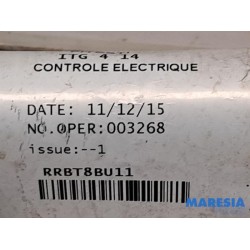 ITG 4 14
CONTROLE ELECTRIQUE
DATE: 11/12/15
NO.OPER:003268
issue:--1
RRBT8BU11
MARESIA